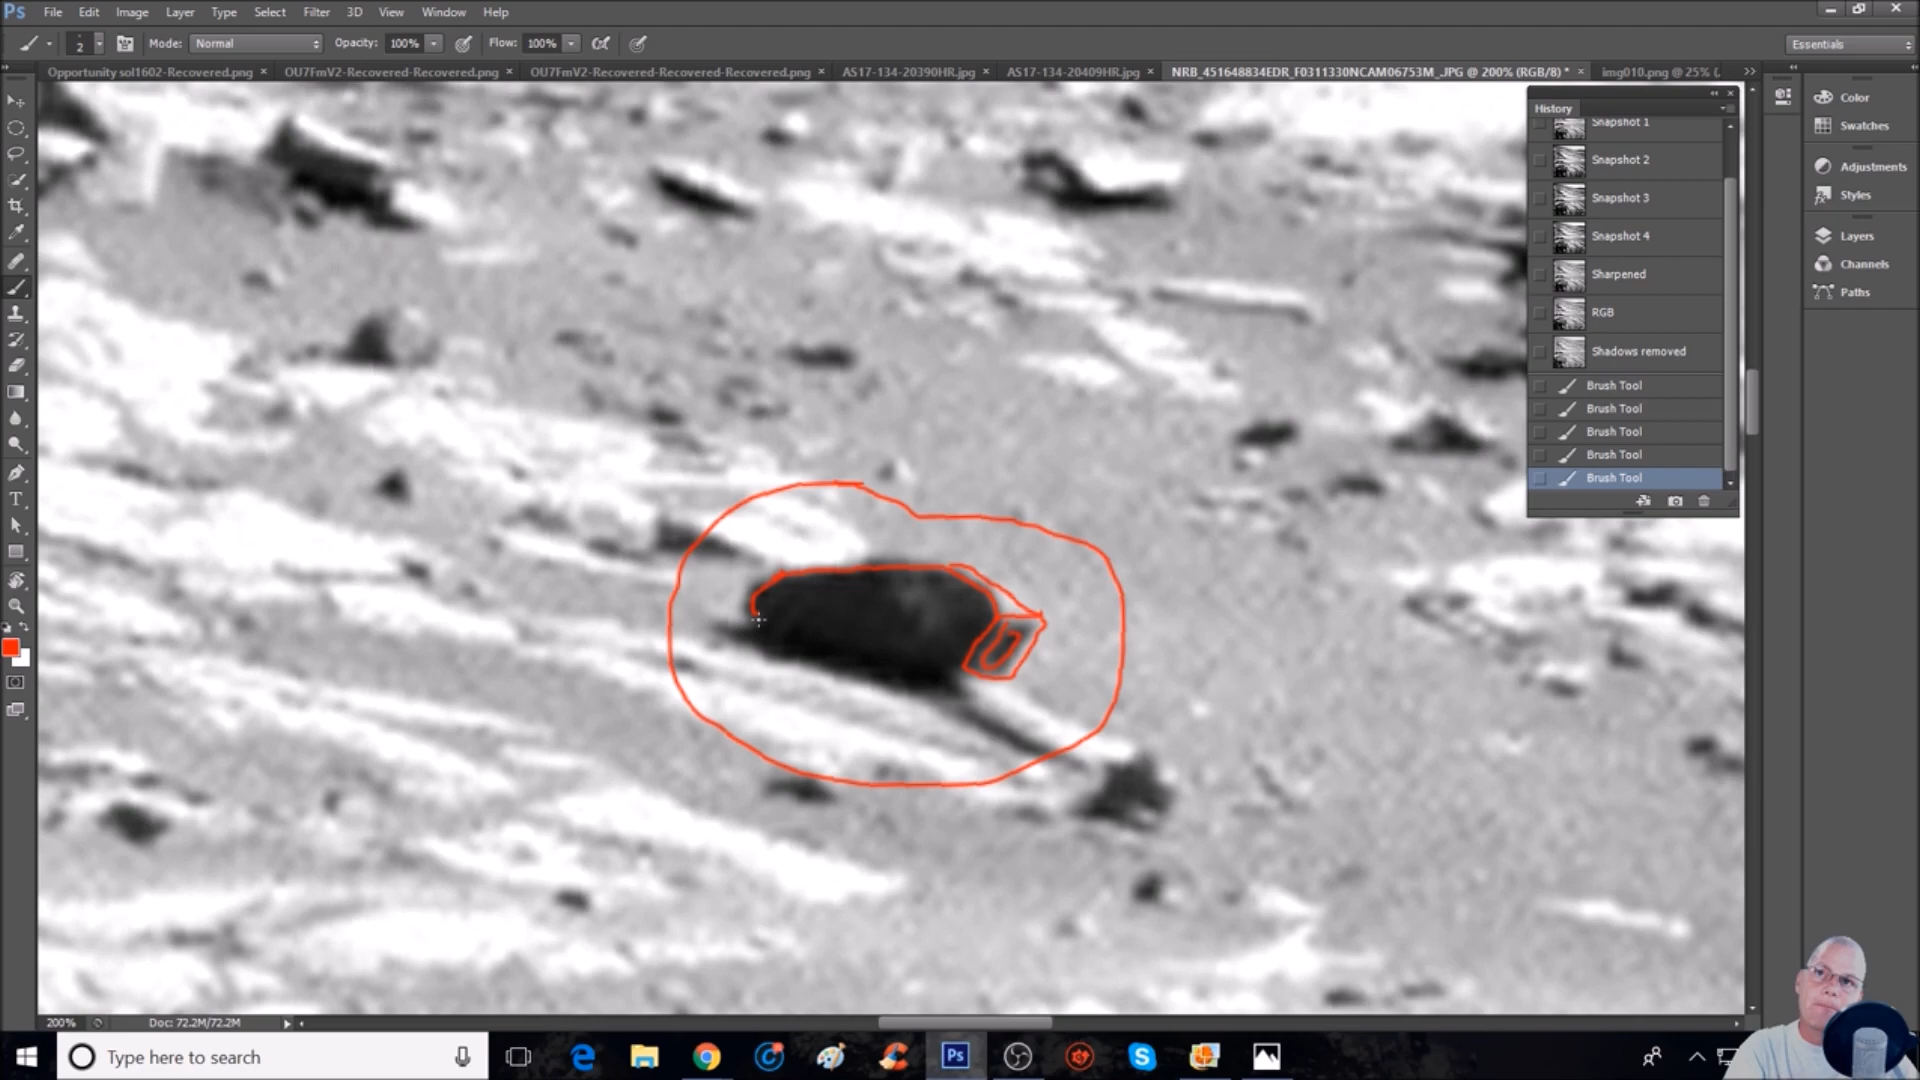 Ps File Edit Image Layer Type Select Filter 3D View Window Help
2 Mode: Normal Opacity: 100% Flow: 100% Essentials
Opportunity sol1602-Recovered.png × OU7FmV2-Recovered-Recovered.png × OU7FmV2-Recovered-Recovered-Recovered.png × AS17-134-20390HR.jpg × AS17-134-20409HR.jpg × NRB_451648834EDR_F0311330NCAM06753M_.JPG @ 200% (RGB/8) * × img010.png @ 25% (.
History
Snapshot 1
Snapshot 2
Snapshot 3
Snapshot 4
Sharpened
RGB
Shadows removed
Brush Tool
Brush Tool
Brush Tool
Brush Tool
Brush Tool
Color
Swatches
Adjustments
Styles
Layers
Channels
Paths
T
200% Doc: 72.2M/72.2M
Type here to search
Ps